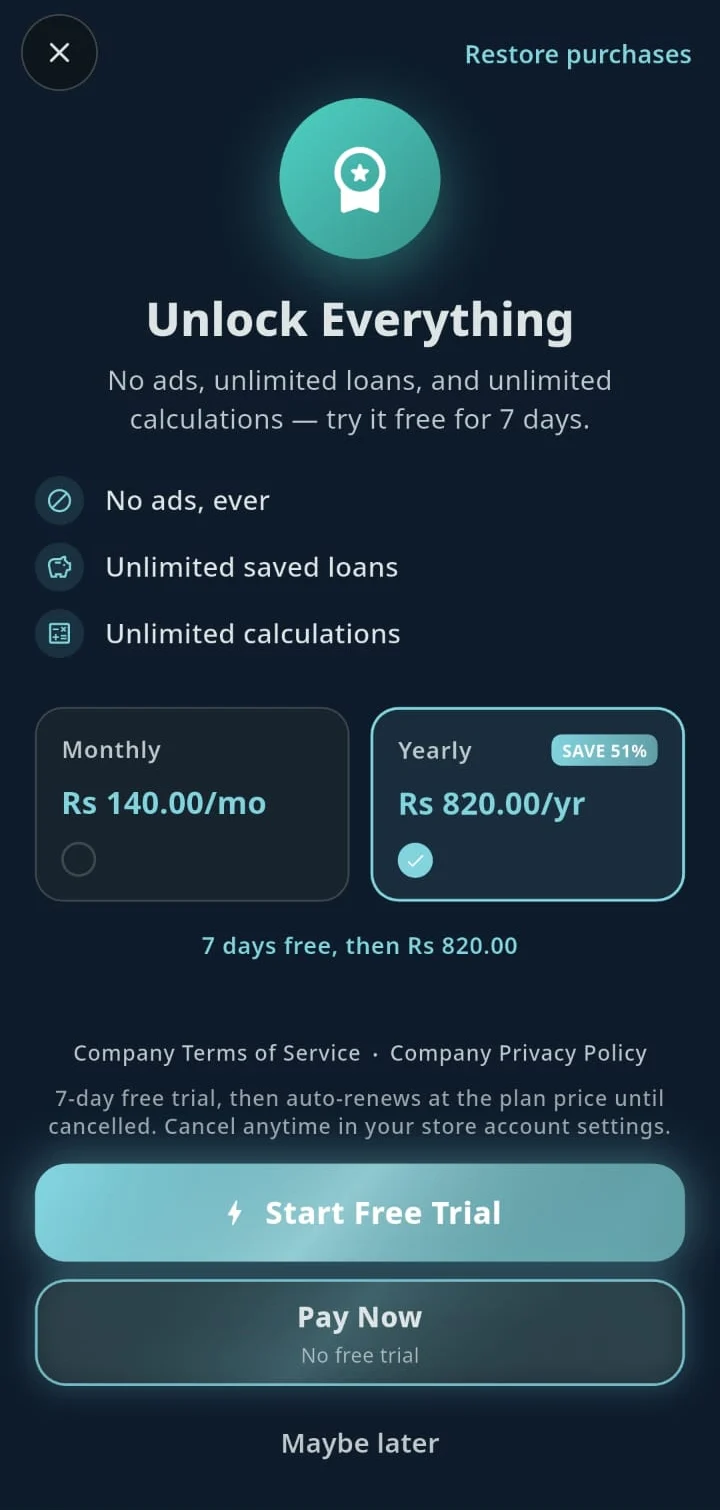 Restore purchases
Unlock Everything
No ads, unlimited loans, and unlimited
calculations — try it free for 7 days.
No ads, ever
Unlimited saved loans
Unlimited calculations
Monthly
Rs 140.00/mo
Yearly
SAVE 51%
Rs 820.00/yr
7 days free, then Rs 820.00
Company Terms of Service · Company Privacy Policy
7-day free trial, then auto-renews at the plan price until
cancelled. Cancel anytime in your store account settings.
Start Free Trial
Pay Now
No free trial
Maybe later